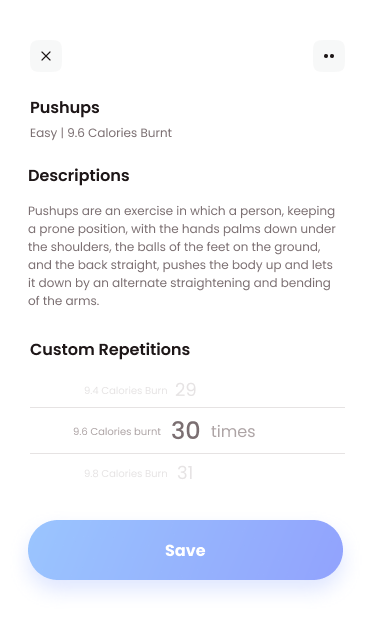 Pushups
Easy | 9.6 Calories Burnt
Descriptions
Pushups are an exercise in which a person, keeping
a prone position, with the hands palms down under
the shoulders, the balls of the feet on the ground,
and the back straight, pushes the body up and lets
it down by an alternate straightening and bending
of the arms.
Custom Repetitions
9.4 Calories Burn 29
9.6 Calories burnt 30 times
9.8 Calories Burn 31
Save